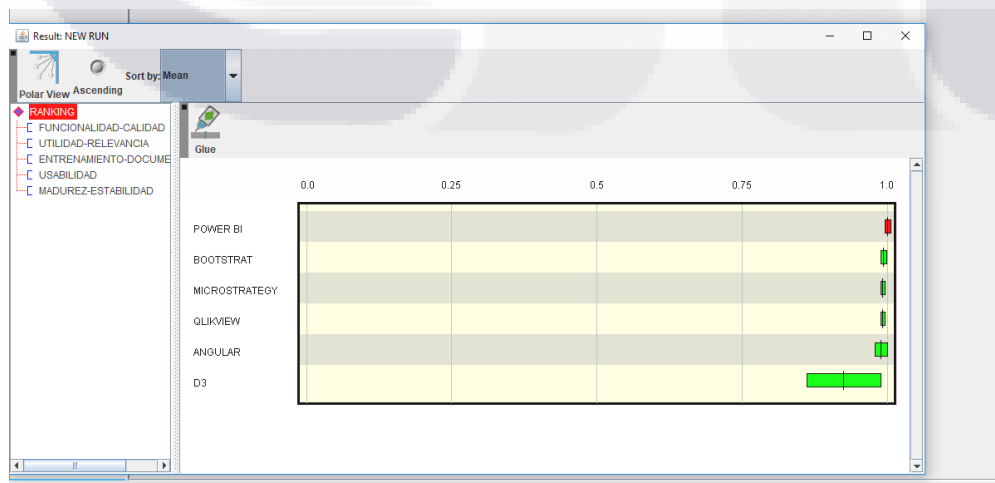 Result: NEW RUN
Polar View
Ascending
Sort by: Mean
RANKING
FUNCIONALIDAD-CALIDAD
UTILIDAD-RELEVANCIA
ENTRENAMIENTO-DOCUME
USABILIDAD
MADUREZ-ESTABILIDAD
Glue
0.0 0.25 0.5 0.75 1.0
POWER BI
BOOTSTRAT
MICROSTRATEGY
QLIKVIEW
ANGULAR
D3